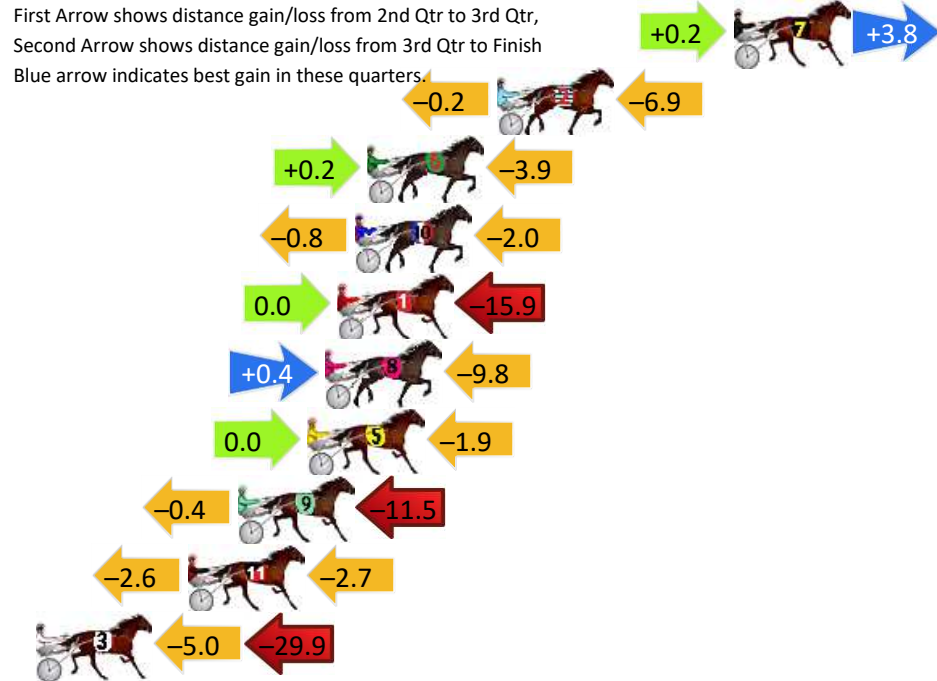 First Arrow shows distance gain/loss from 2nd Qtr to 3rd Qtr,
Second Arrow shows distance gain/loss from 3rd Qtr to Finish
Blue arrow indicates best gain in these quarters.
+0.2 7 +3.8
–0.2 2 –6.9
+0.2 –3.9
–0.8 10 –2.0
0.0 1 –15.9
+0.4 8 –9.8
0.0 5 –1.9
–0.4 9 –11.5
–2.6 11 –2.7
3 –5.0 –29.9